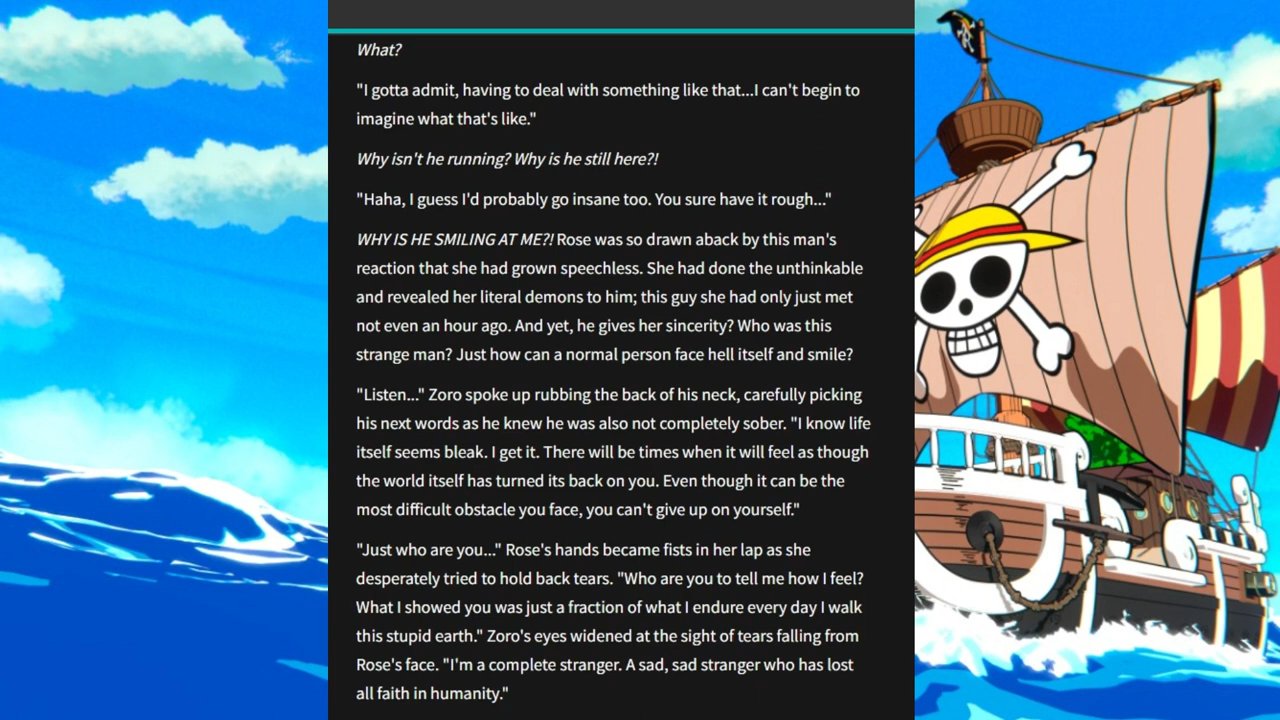 What?
"I gotta admit, having to deal with something like that...I can't begin to
imagine what that's like."
Why isn't he running? Why is he still here?!
"Haha, I guess I'd probably go insane too. You sure have it rough..."
WHY IS HE SMILING AT ME?! Rose was so drawn aback by this man's
reaction that she had grown speechless. She had done the unthinkable
and revealed her literal demons to him; this guy she had only just met
not even an hour ago. And yet, he gives her sincerity? Who was this
strange man? Just how can a normal person face hell itself and smile?
"Listen..." Zoro spoke up rubbing the back of his neck, carefully picking
his next words as he knew he was also not completely sober. "I know life
itself seems bleak. I get it. There will be times when it will feel as though
the world itself has turned its back on you. Even though it can be the
most difficult obstacle you face, you can't give up on yourself."
"Just who are you..." Rose's hands became fists in her lap as she
desperately tried to hold back tears. "Who are you to tell me how I feel?
What I showed you was just a fraction of what I endure every day I walk
this stupid earth." Zoro's eyes widened at the sight of tears falling from
Rose's face. "I'm a complete stranger. A sad, sad stranger who has lost
all faith in humanity."